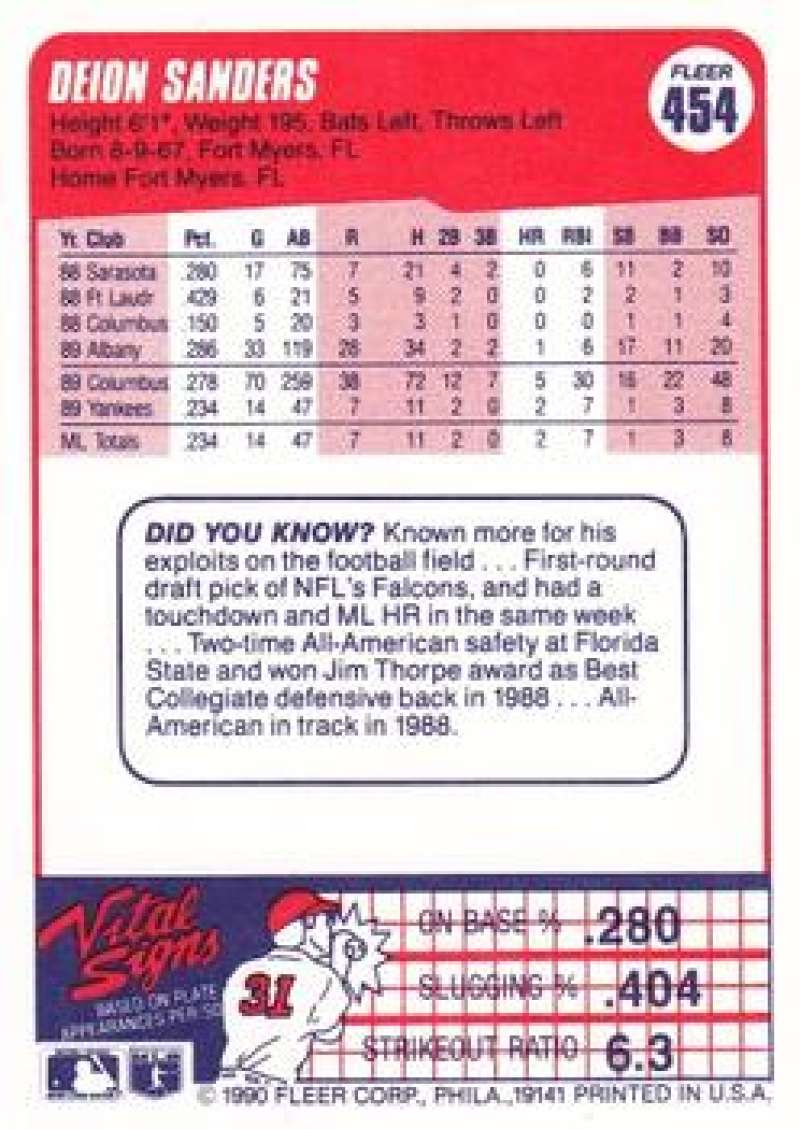 DEION SANDERS
FLEER
454
Height 6'1", Weight 195, Bats Left, Throws Left
Born 8-9-67, Fort Myers, FL
Home Fort Myers, FL
Yr. Club Pct. G AB R H 2B 3B HR RBI SB BB SO
88 Sarasota .280 17 75 7 21 4 2 0 6 11 2 10
88 Ft Laudr .429 6 21 5 9 2 0 0 2 2 1 3
88 Columbus .150 5 20 3 3 1 0 0 0 1 1 4
89 Albany .286 33 119 28 34 2 2 1 6 17 11 20
89 Columbus .278 70 259 38 72 12 7 5 30 16 22 48
89 Yankees .234 14 47 7 11 2 0 2 7 1 3 8
ML Totals .234 14 47 7 11 2 0 2 7 1 3 8
DID YOU KNOW? Known more for his
exploits on the football field . . . First-round
draft pick of NFL's Falcons, and had a
touchdown and ML HR in the same week
. . . Two-time All-American safety at Florida
State and won Jim Thorpe award as Best
Collegiate defensive back in 1988 . . . All-
American in track in 1988.
Vital
Signs
BASED ON PLATE
APPEARANCES PER SO
31
ON BASE % .280
SLUGGING % .404
STRIKEOUT RATIO 6.3
© 1990 FLEER CORP., PHILA.,19141 PRINTED IN U.S.A.